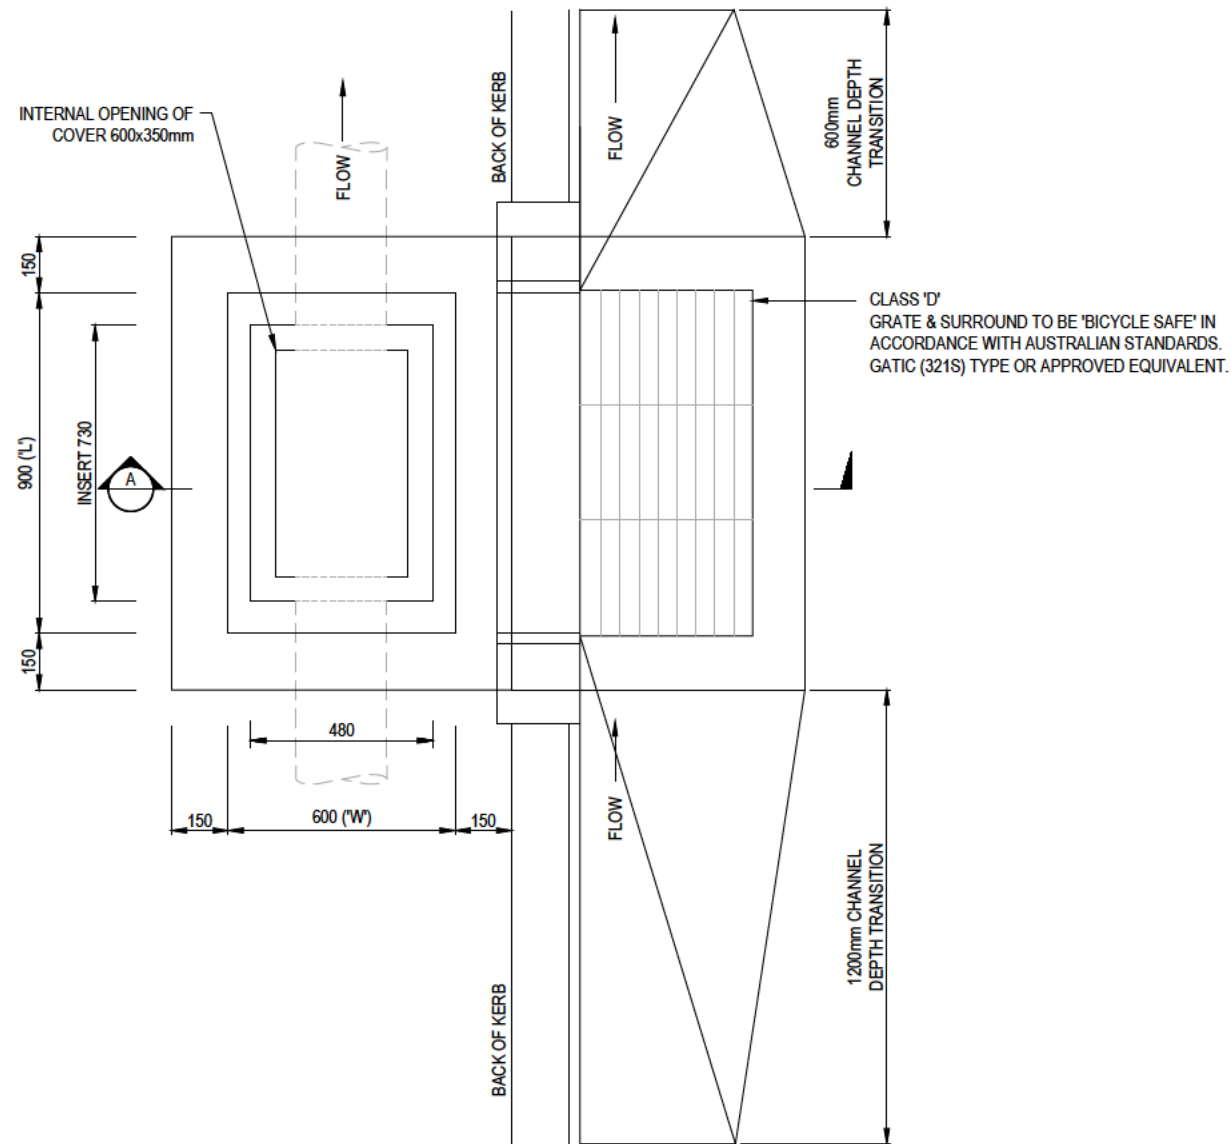 INTERNAL OPENING OF
COVER 600x350mm
FLOW
BACK OF KERB
FLOW
600mm
CHANNEL DEPTH
TRANSITION
150
900 ('L')
INSERT 730
A
150
CLASS 'D'
GRATE & SURROUND TO BE 'BICYCLE SAFE' IN
ACCORDANCE WITH AUSTRALIAN STANDARDS.
GATIC (321S) TYPE OR APPROVED EQUIVALENT.
480
150
600 ('W')
150
FLOW
BACK OF KERB
1200mm CHANNEL
DEPTH TRANSITION